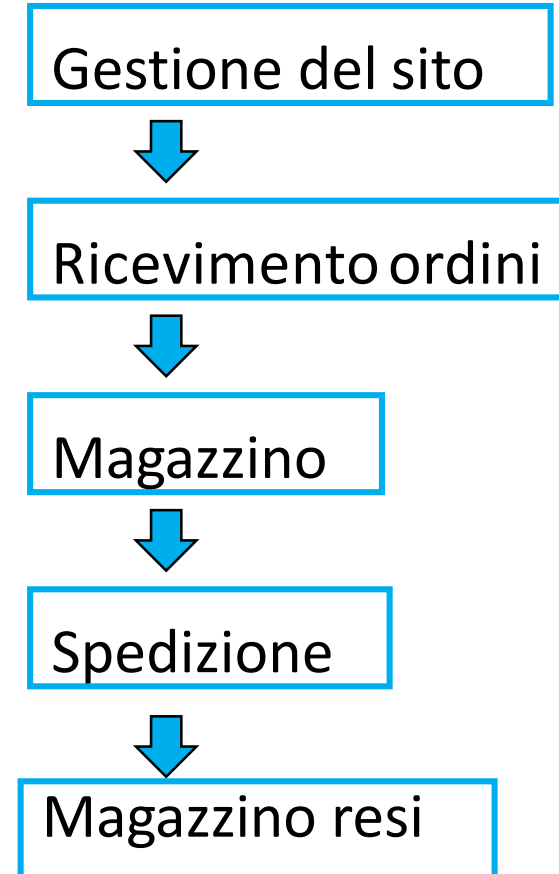 Gestione del sito
Ricevimento ordini
Magazzino
Spedizione
Magazzino resi